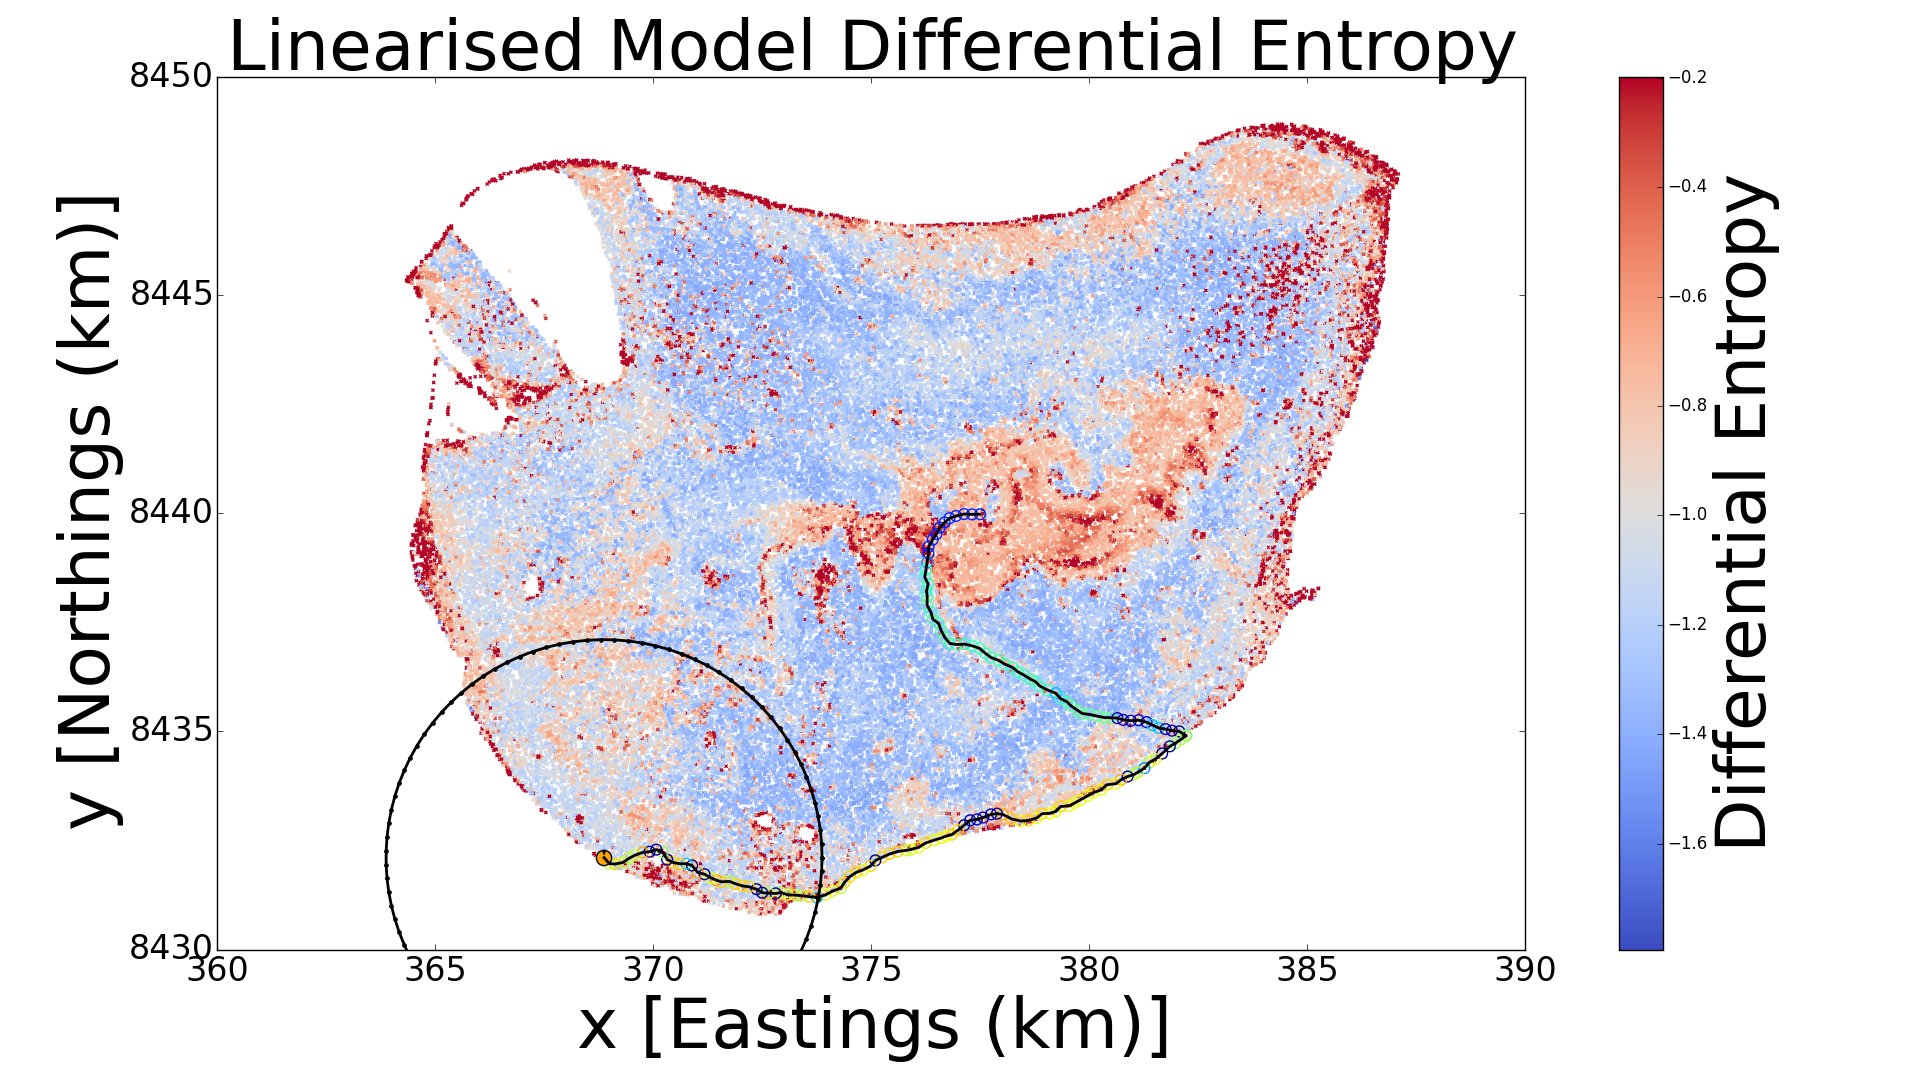 Linearised Model Differential Entropy
y [Northings (km)]
8450
8445
8440
8435
8430
360 365 370 375 380 385 390
x [Eastings (km)]
−0.2
−0.4
−0.6
−0.8
−1.0
−1.2
−1.4
−1.6
Differential Entropy